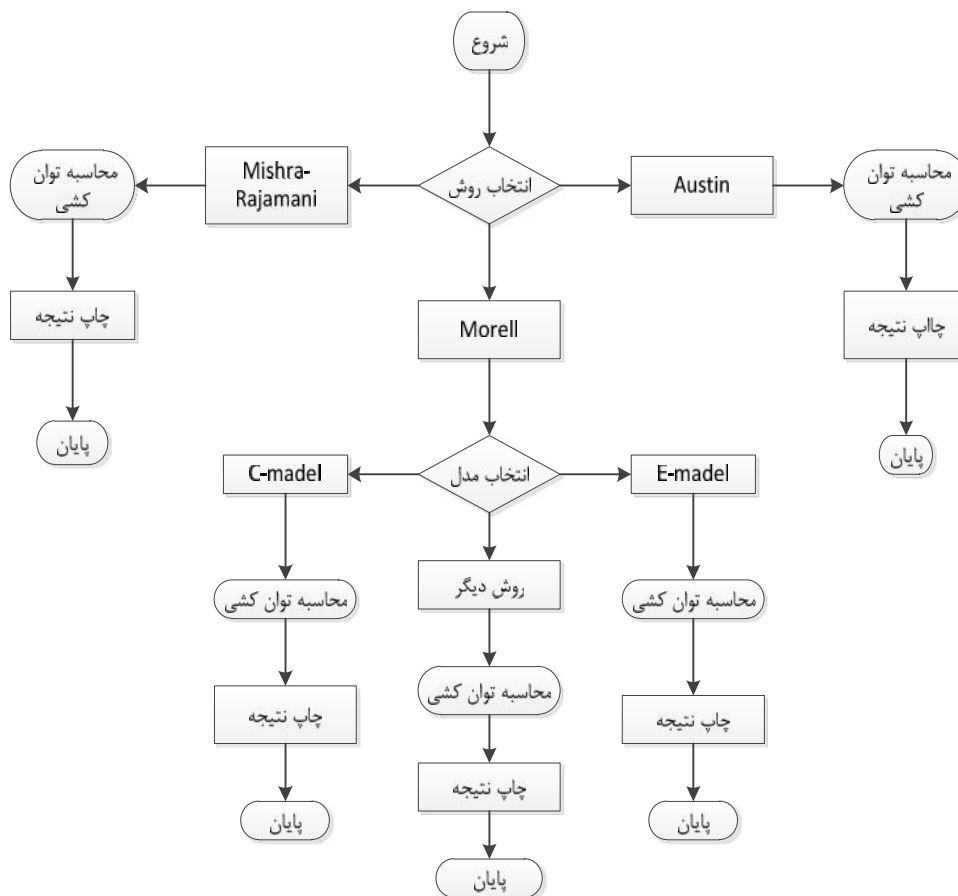 شروع
محاسبه توان
کشی
Mishra-
Rajamani
انتخاب روش
Austin
محاسبه توان
کشی
چاپ نتیجه
Morell
چااپ نتیجه
پایان
پایان
C-madel
انتخاب مدل
E-madel
محاسبه توان کشی
روش دیگر
محاسبه توان کشی
محاسبه توان کشی
چاپ نتیجه
چاپ نتیجه
چاپ نتیجه
پایان
پایان
پایان